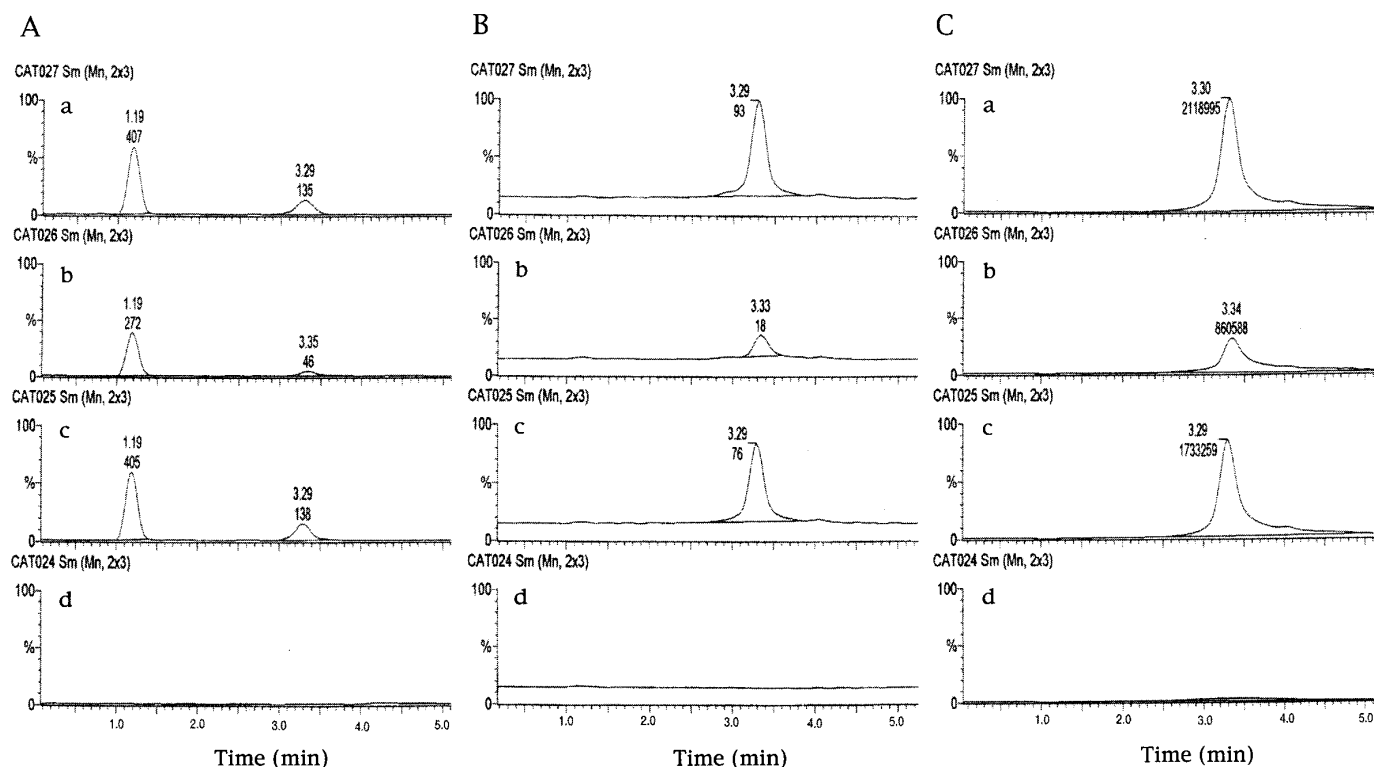 A
CAT027 Sm (Mn, 2x3)
a
100
%
0
1.19
407
3.29
135
CAT026 Sm (Mn, 2x3)
b
100
%
0
1.19
272
3.35
46
CAT025 Sm (Mn, 2x3)
c
100
%
0
1.19
405
3.29
138
CAT024 Sm (Mn, 2x3)
d
100
%
0
1.0 2.0 3.0 4.0 5.0
Time (min)
B
CAT027 Sm (Mn, 2x3)
100
%
0
3.29
93
CAT026 Sm (Mn, 2x3)
b
100
%
0
3.33
18
CAT025 Sm (Mn, 2x3)
c
100
%
0
3.29
76
CAT024 Sm (Mn, 2x3)
d
100
%
0
1.0 2.0 3.0 4.0 5.0
Time (min)
C
CAT027 Sm (Mn, 2x3)
a
100
%
0
3.30
2118995
CAT026 Sm (Mn, 2x3)
b
100
%
0
3.34
860588
CAT025 Sm (Mn, 2x3)
c
100
%
0
3.29
1733259
CAT024 Sm (Mn, 2x3)
d
100
%
0
1.0 2.0 3.0 4.0 5.0
Time (min)